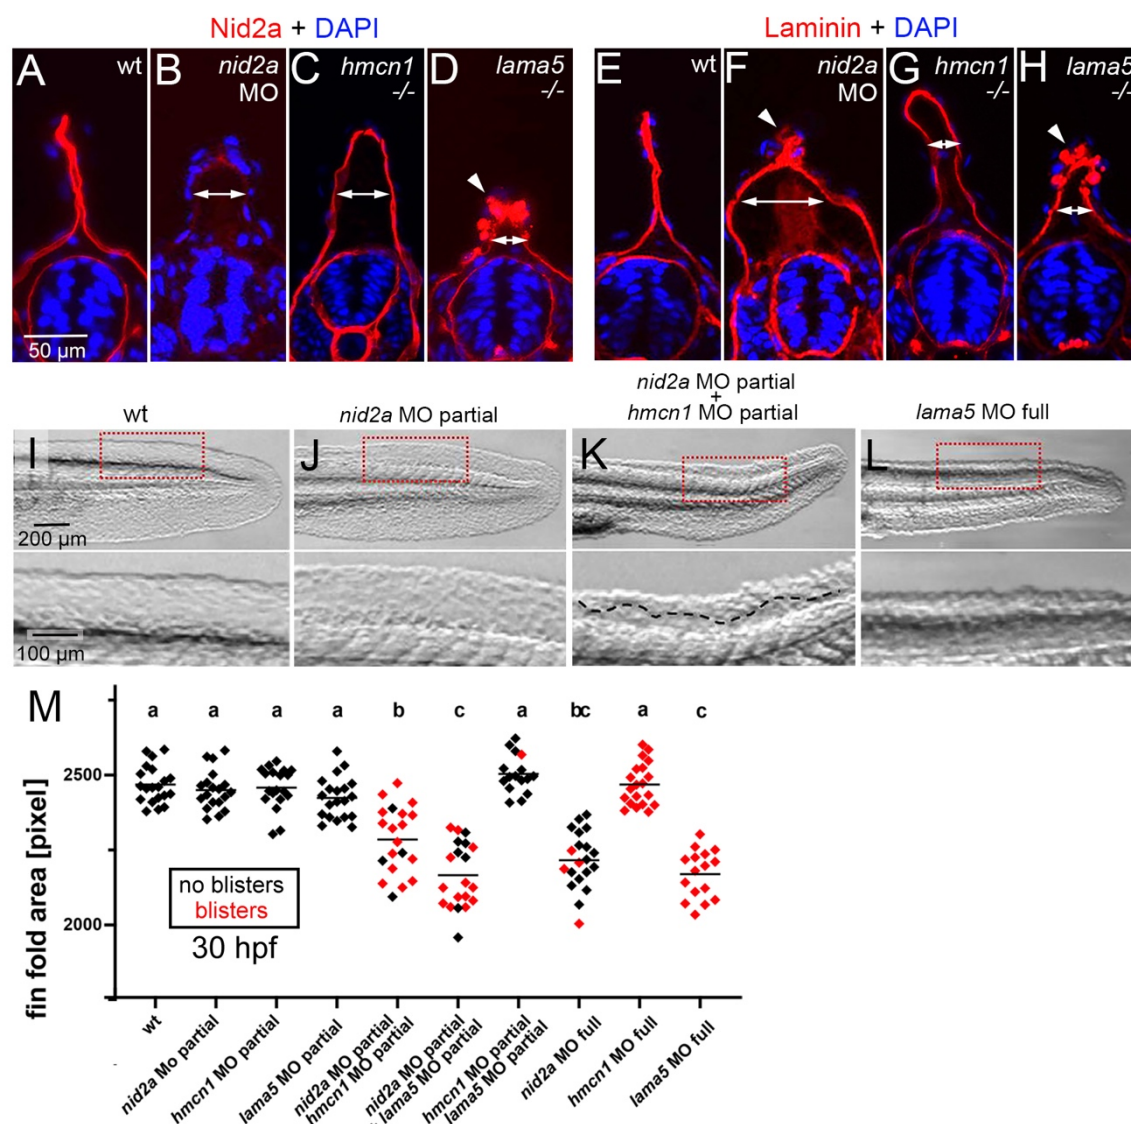 Nid2a + DAPI
Laminin + DAPI
A wt
B nid2a
MO
C hmcn1
-/-
D lama5
-/-
E wt
F nid2a
MO
G hmcn1
-/-
H lama5
-/-
50 µm
wt
nid2a MO partial
nid2a MO partial
+
hmcn1 MO partial
lama5 MO full
I
J
K
L
200 µm
100 µm
M
a a a a b c a bc a c
fin fold area [pixel]
2500
2000
no blisters
blisters
30 hpf
wt
nid2a Mo partial
hmcn1 MO partial
lama5 MO partial
nid2a MO partial
hmcn1 MO partial
nid2a MO partial
lama5 MO partial
hmcn1 MO partial
lama5 MO partial
nid2a MO full
hmcn1 MO full
lama5 MO full